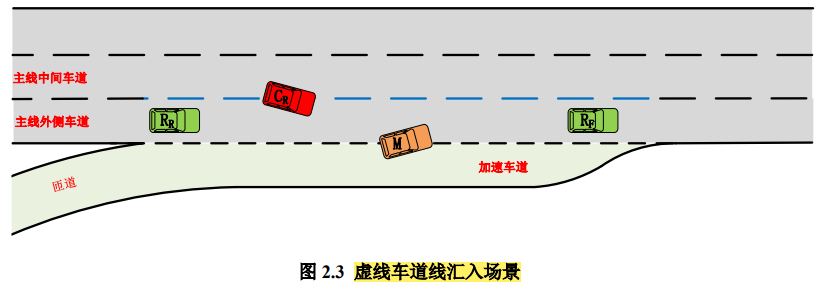 主线中间车道
C_R
主线外侧车道
R_R
R_F
M
加速车道
匝道
图 2.3 虚线车道线汇入场景